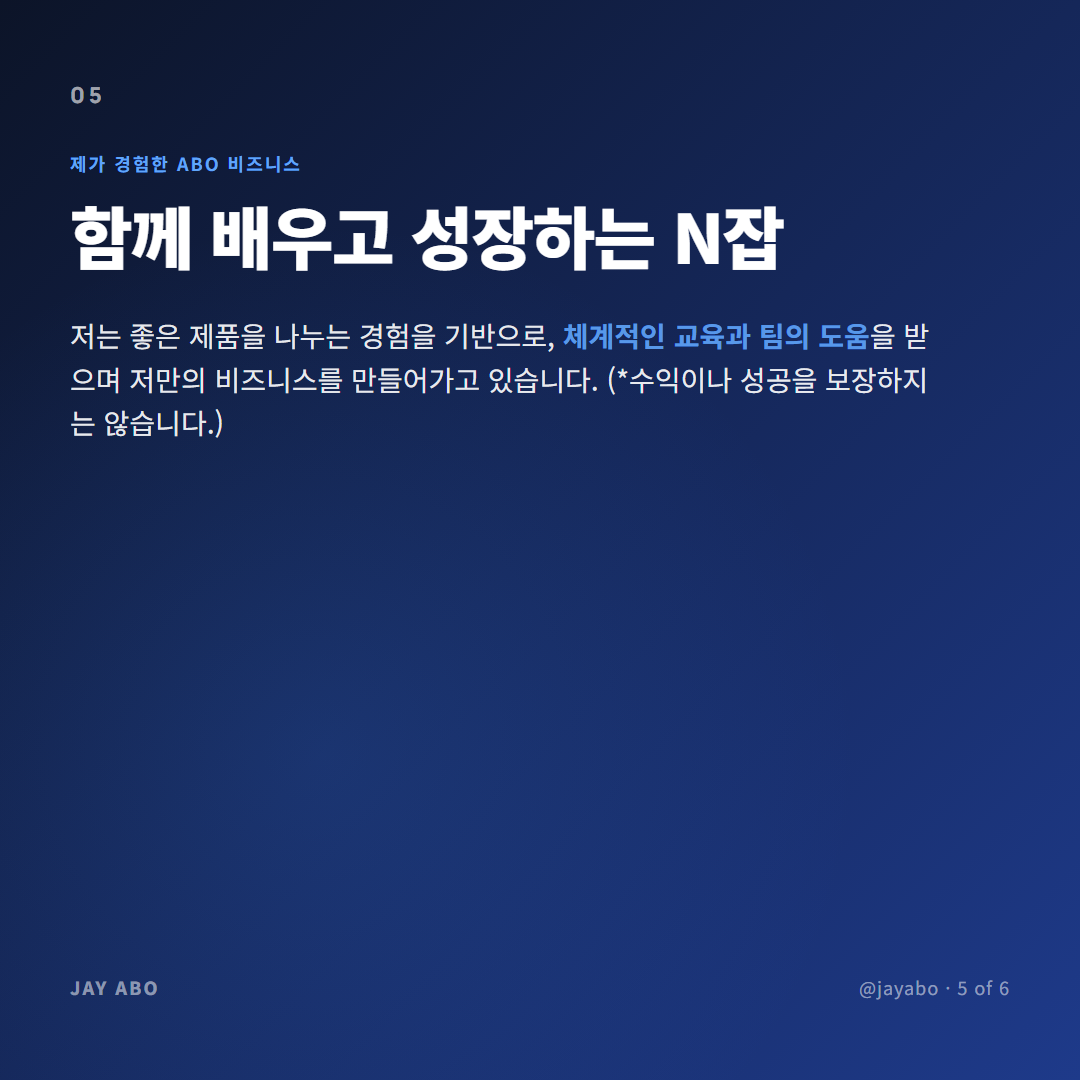 05
제가 경험한 ABO 비즈니스
함께 배우고 성장하는 N잡
저는 좋은 제품을 나누는 경험을 기반으로, 체계적인 교육과 팀의 도움을 받
으며 저만의 비즈니스를 만들어가고 있습니다. (*수익이나 성공을 보장하지
는 않습니다.)
JAY ABO
@jayabo · 5 of 6